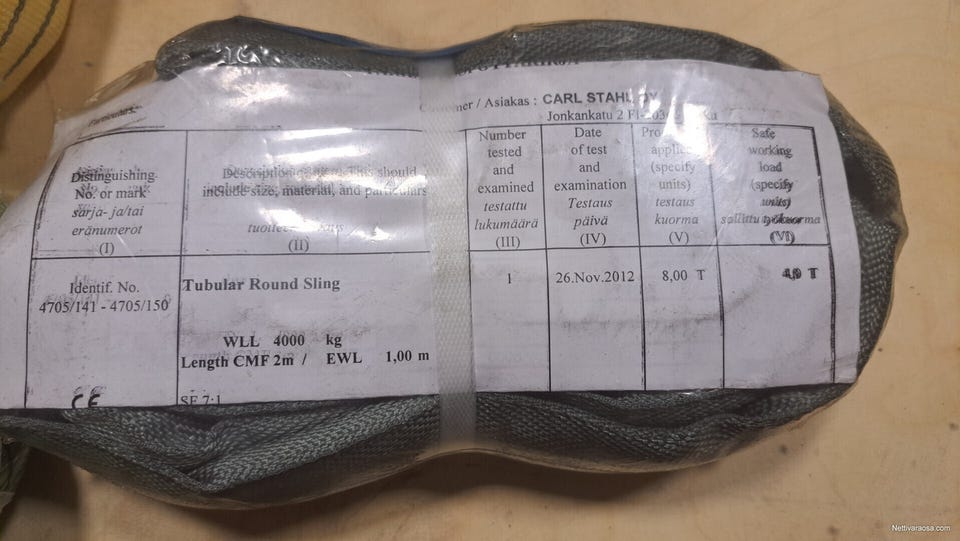 Customer / Asiakas : CARL STAHL OY
Jonkankatu 2
Particulars:
Distinguishing
No. or mark
sarja- ja/tai
eränumerot
(I)
include size, material, and particulars
(II)
Number
tested
and
examined
testattu
lukumäärä
(III)
Date
of test
and
examination
Testaus
päivä
(IV)
(specify
units)
testaus
kuorma
(V)
Safe
working
load
(specify
units)
sallittu työkuorma
(VI)
Identif. No.
4705/141 - 4705/150
Tubular Round Sling
WLL 4000 kg
Length CMF 2m / EWL 1,00 m
CE
SF 7:1
1
26.Nov.2012
8,00 T
T
Nettivaraosa.com